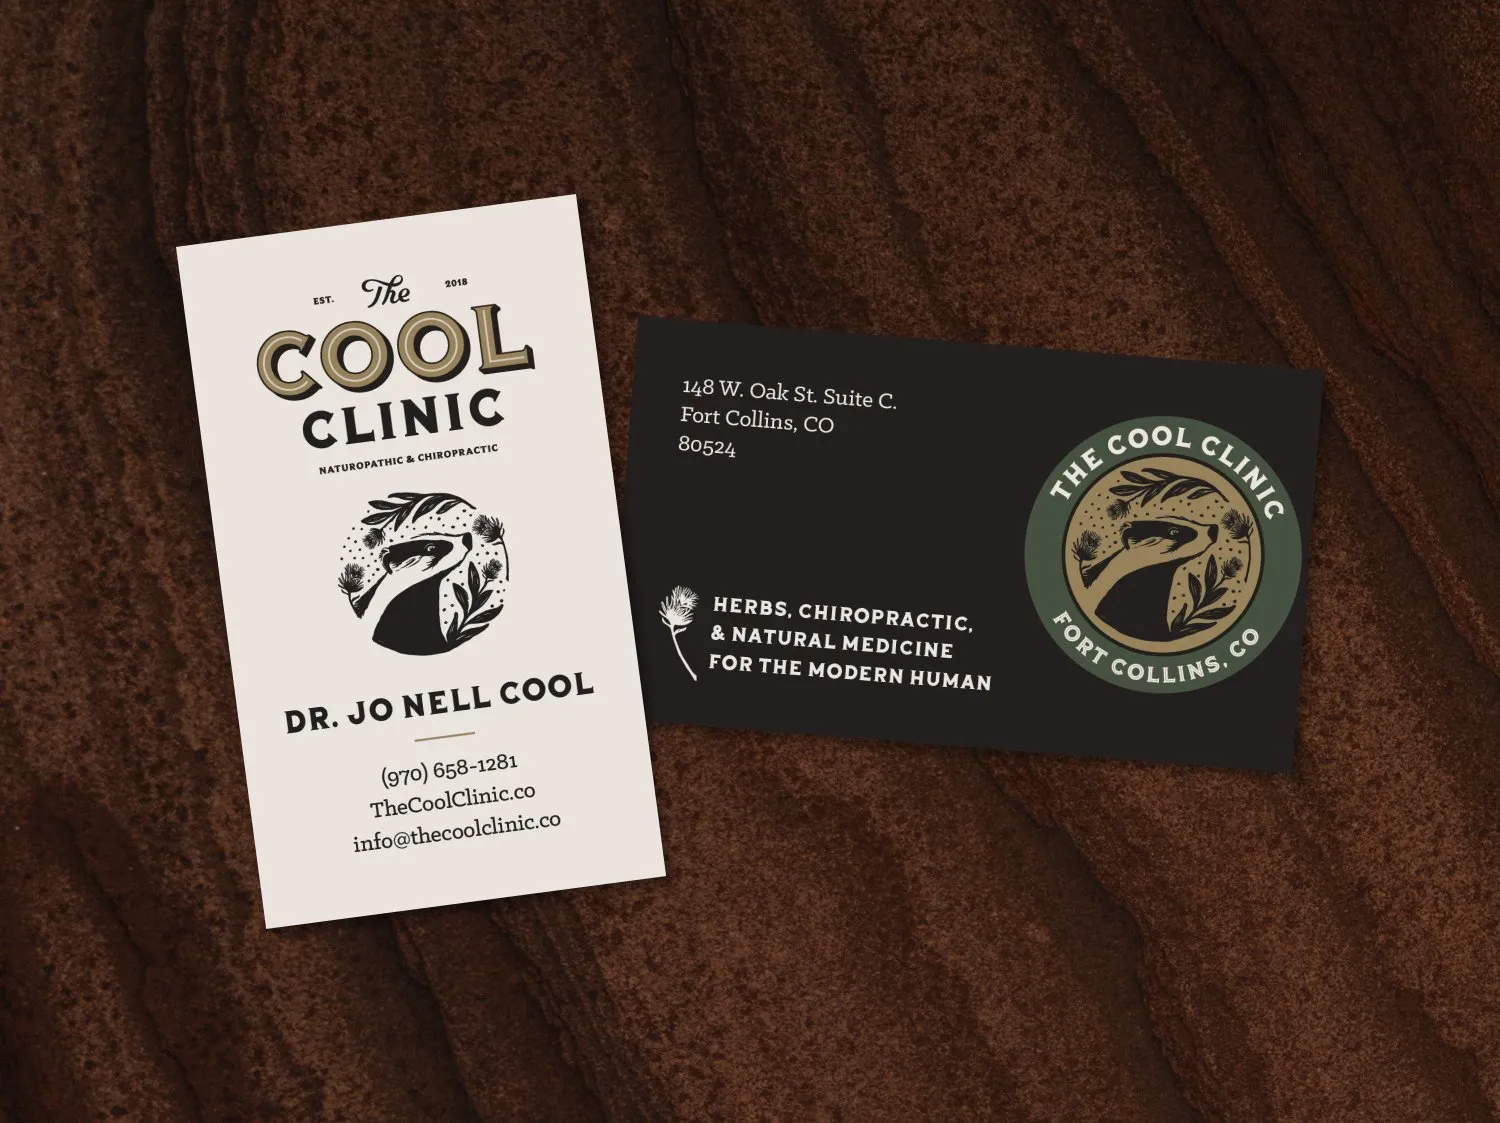 EST. The 2018
COOL
CLINIC
NATUROPATHIC & CHIROPRACTIC
DR. JO NELL COOL
(970) 658-1281
TheCoolClinic.co
info@thecoolclinic.co
148 W. Oak St. Suite C.
Fort Collins, CO
80524
HERBS, CHIROPRACTIC,
& NATURAL MEDICINE
FOR THE MODERN HUMAN
THE COOL CLINIC
FORT COLLINS, CO